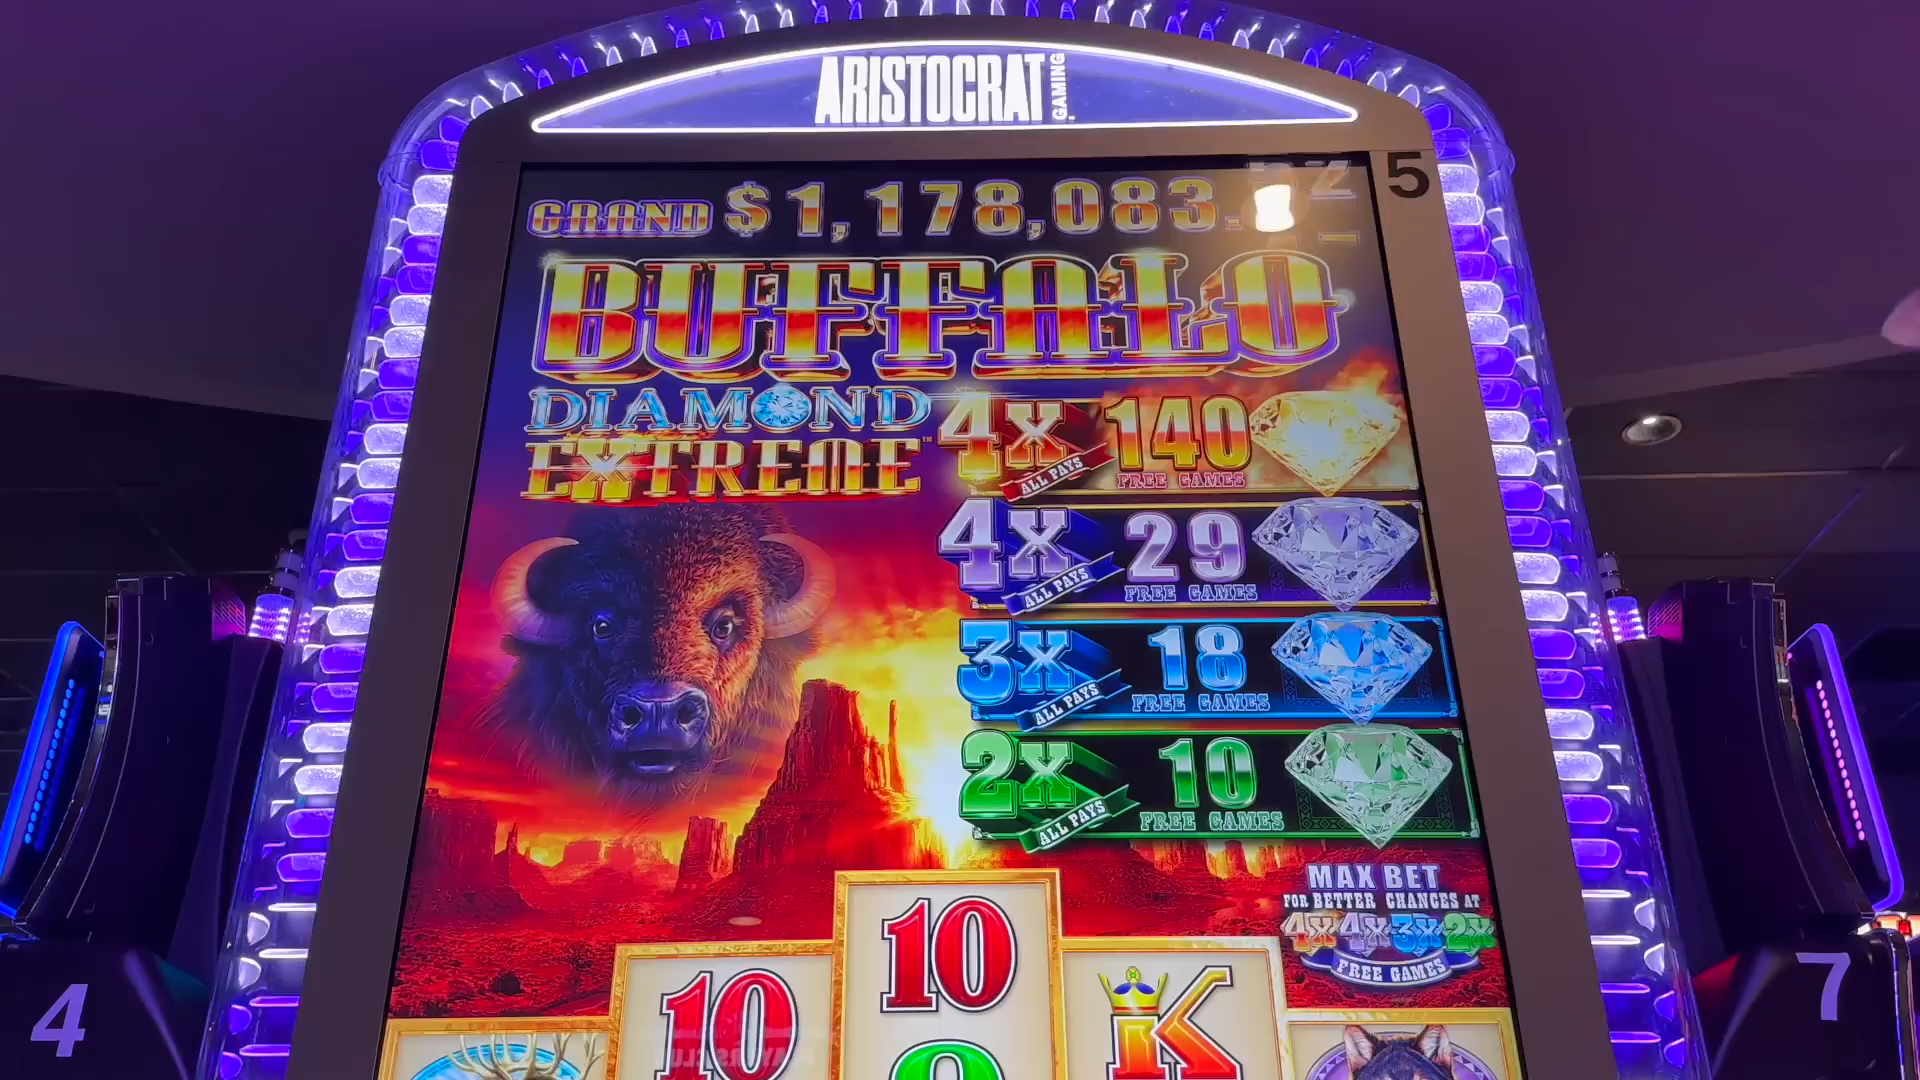 ARISTOCRAT GAMING™
5
GRAND $1,178,083.
BUFFALO
DIAMOND
EXTREME™
4X ALL PAYS 140 FREE GAMES
4X ALL PAYS 29 FREE GAMES
3X ALL PAYS 18 FREE GAMES
2X ALL PAYS 10 FREE GAMES
MAX BET
FOR BETTER CHANCES AT
4X 4X 3X 2X
FREE GAMES
10
10
K
4
7